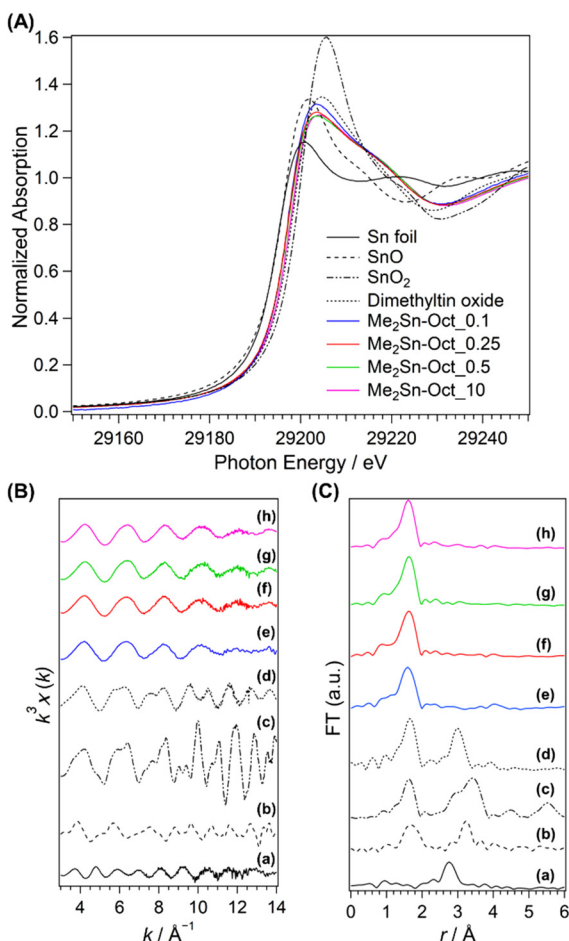 (A)
1.6
1.4
1.2
1.0
0.8
0.6
0.4
0.2
0.0
Normalized Absorption
Sn foil
SnO
SnO₂
Dimethyltin oxide
Me₂Sn-Oct_0.1
Me₂Sn-Oct_0.25
Me₂Sn-Oct_0.5
Me₂Sn-Oct_10
29160 29180 29200 29220 29240
Photon Energy / eV
(B)
(h)
(g)
(f)
(e)
(d)
(c)
(b)
(a)
k³ χ (k)
4 6 8 10 12 14
k / Å⁻¹
(C)
(h)
(g)
(f)
(e)
(d)
(c)
(b)
(a)
FT (a.u.)
0 1 2 3 4 5 6
r / Å